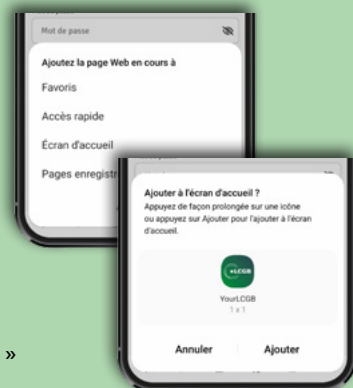 Mot de passe
Ajoutez la page Web en cours à
Favoris
Accès rapide
Écran d'accueil
Pages enregistr
Ajouter à l'écran d'accueil ?
Appuyez de façon prolongée sur une icône
ou appuyez sur Ajouter pour l'ajouter à l'écran
d'accueil.
LCGB
YourLCGB
1 x 1
Annuler Ajouter
»